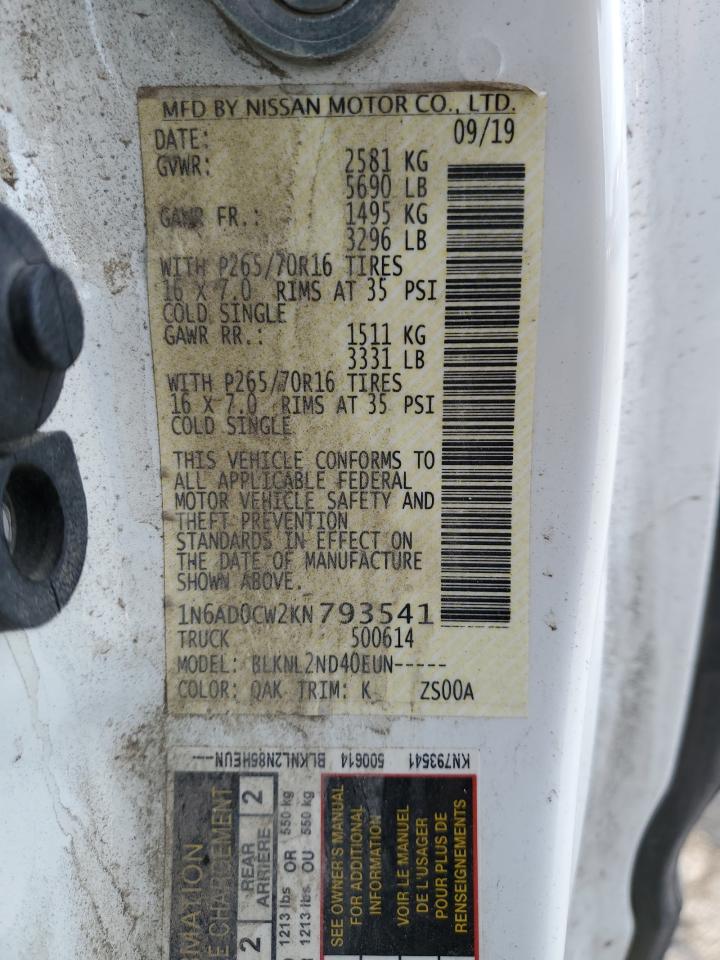 MFD BY NISSAN MOTOR CO., LTD.
DATE: 09/19
GVWR: 2581 KG
5690 LB
GAWR FR.: 1495 KG
3296 LB
WITH P265/70R16 TIRES
16 X 7.0 RIMS AT 35 PSI
COLD SINGLE
GAWR RR.: 1511 KG
3331 LB
WITH P265/70R16 TIRES
16 X 7.0 RIMS AT 35 PSI
COLD SINGLE
THIS VEHICLE CONFORMS TO
ALL APPLICABLE FEDERAL
MOTOR VEHICLE SAFETY AND
THEFT PREVENTION
STANDARDS IN EFFECT ON
THE DATE OF MANUFACTURE
SHOWN ABOVE.
1N6AD0CW2KN793541
TRUCK 500614
MODEL: BLKNL2ND40EUN-----
COLOR: QAK TRIM: K ZS00A
KN793541 500614 BLKNL2N85HEUN---
REAR 2
ARRIÈRE
2
1213 lbs OR 550 kg
1213 lbs OU 550 kg
SEE OWNER'S MANUAL
FOR ADDITIONAL
INFORMATION
VOIR LE MANUEL
DE L'USAGER
POUR PLUS DE
RENSEIGNEMENTS